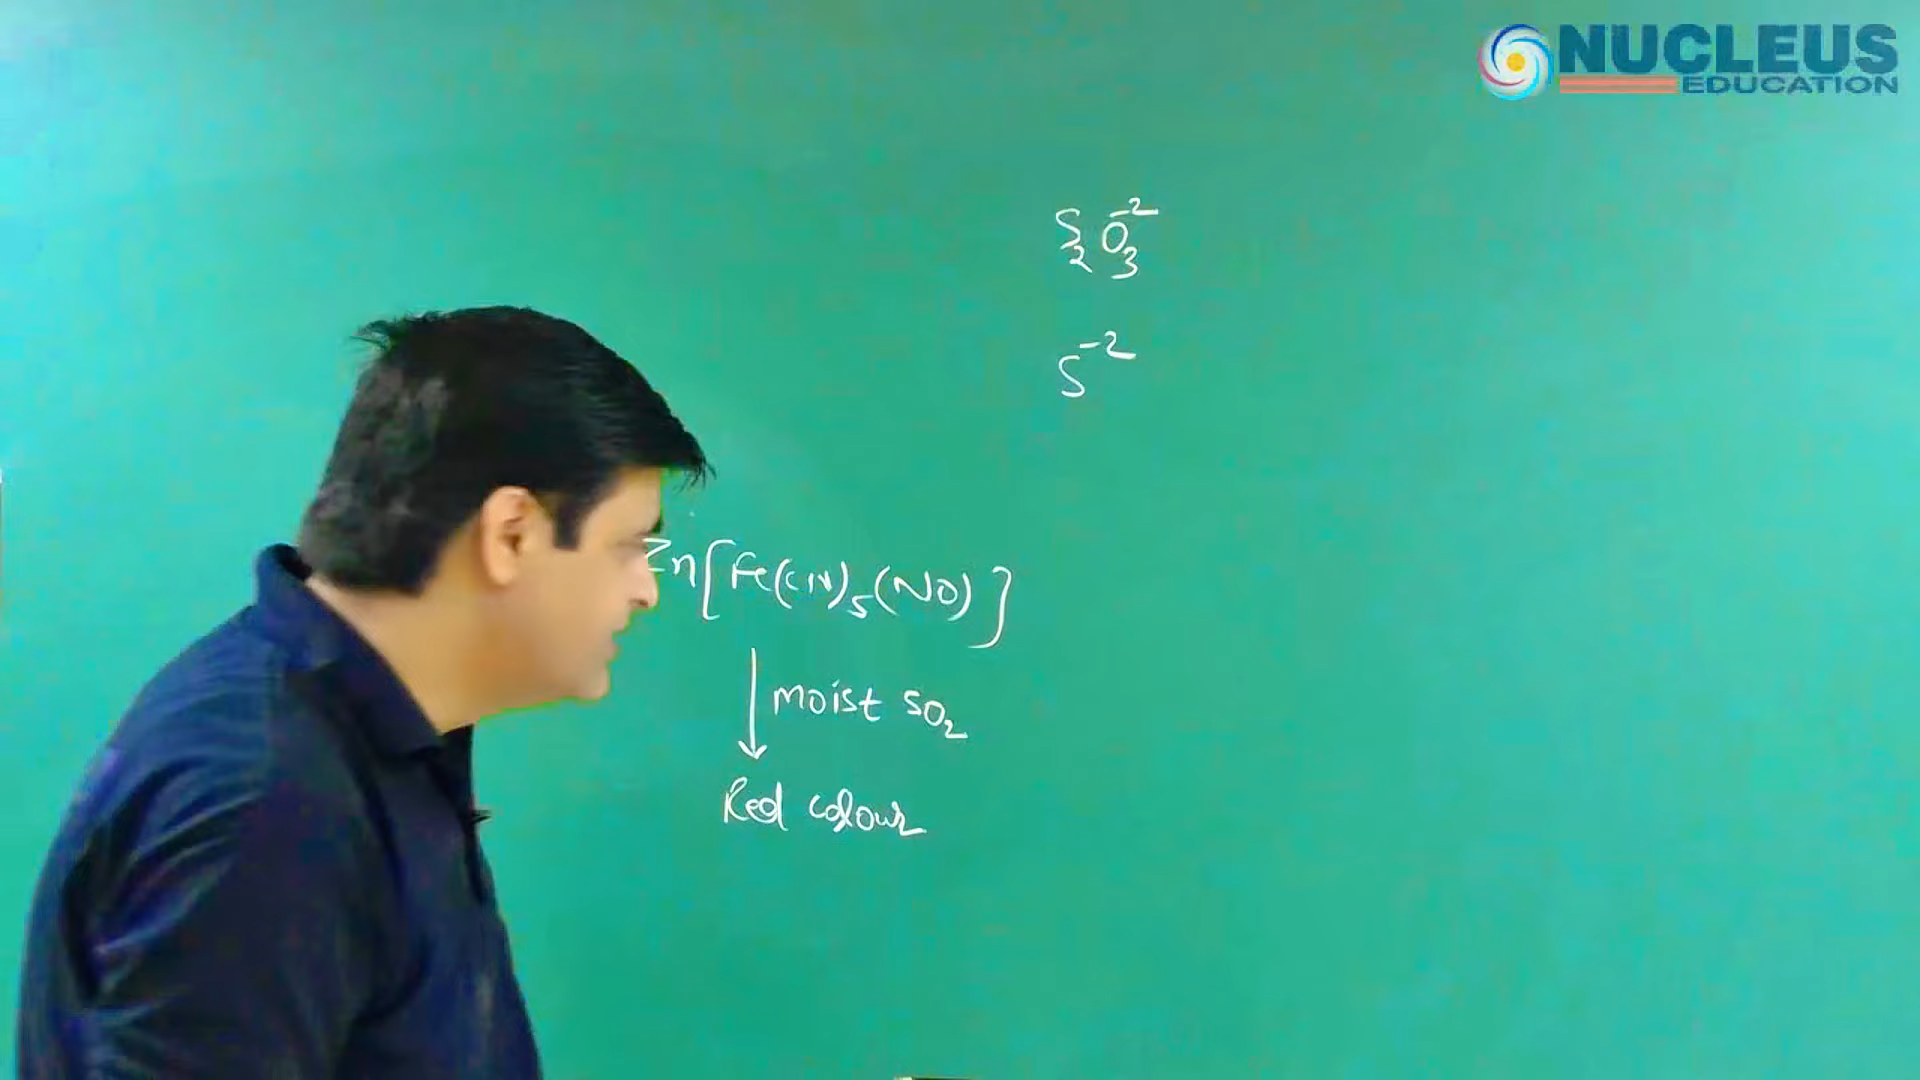 NUCLEUS
EDUCATION
S₂O₃⁻²
S⁻²
Zn[Fe(CN)₅(NO)]
↓ moist SO₂
Red colour